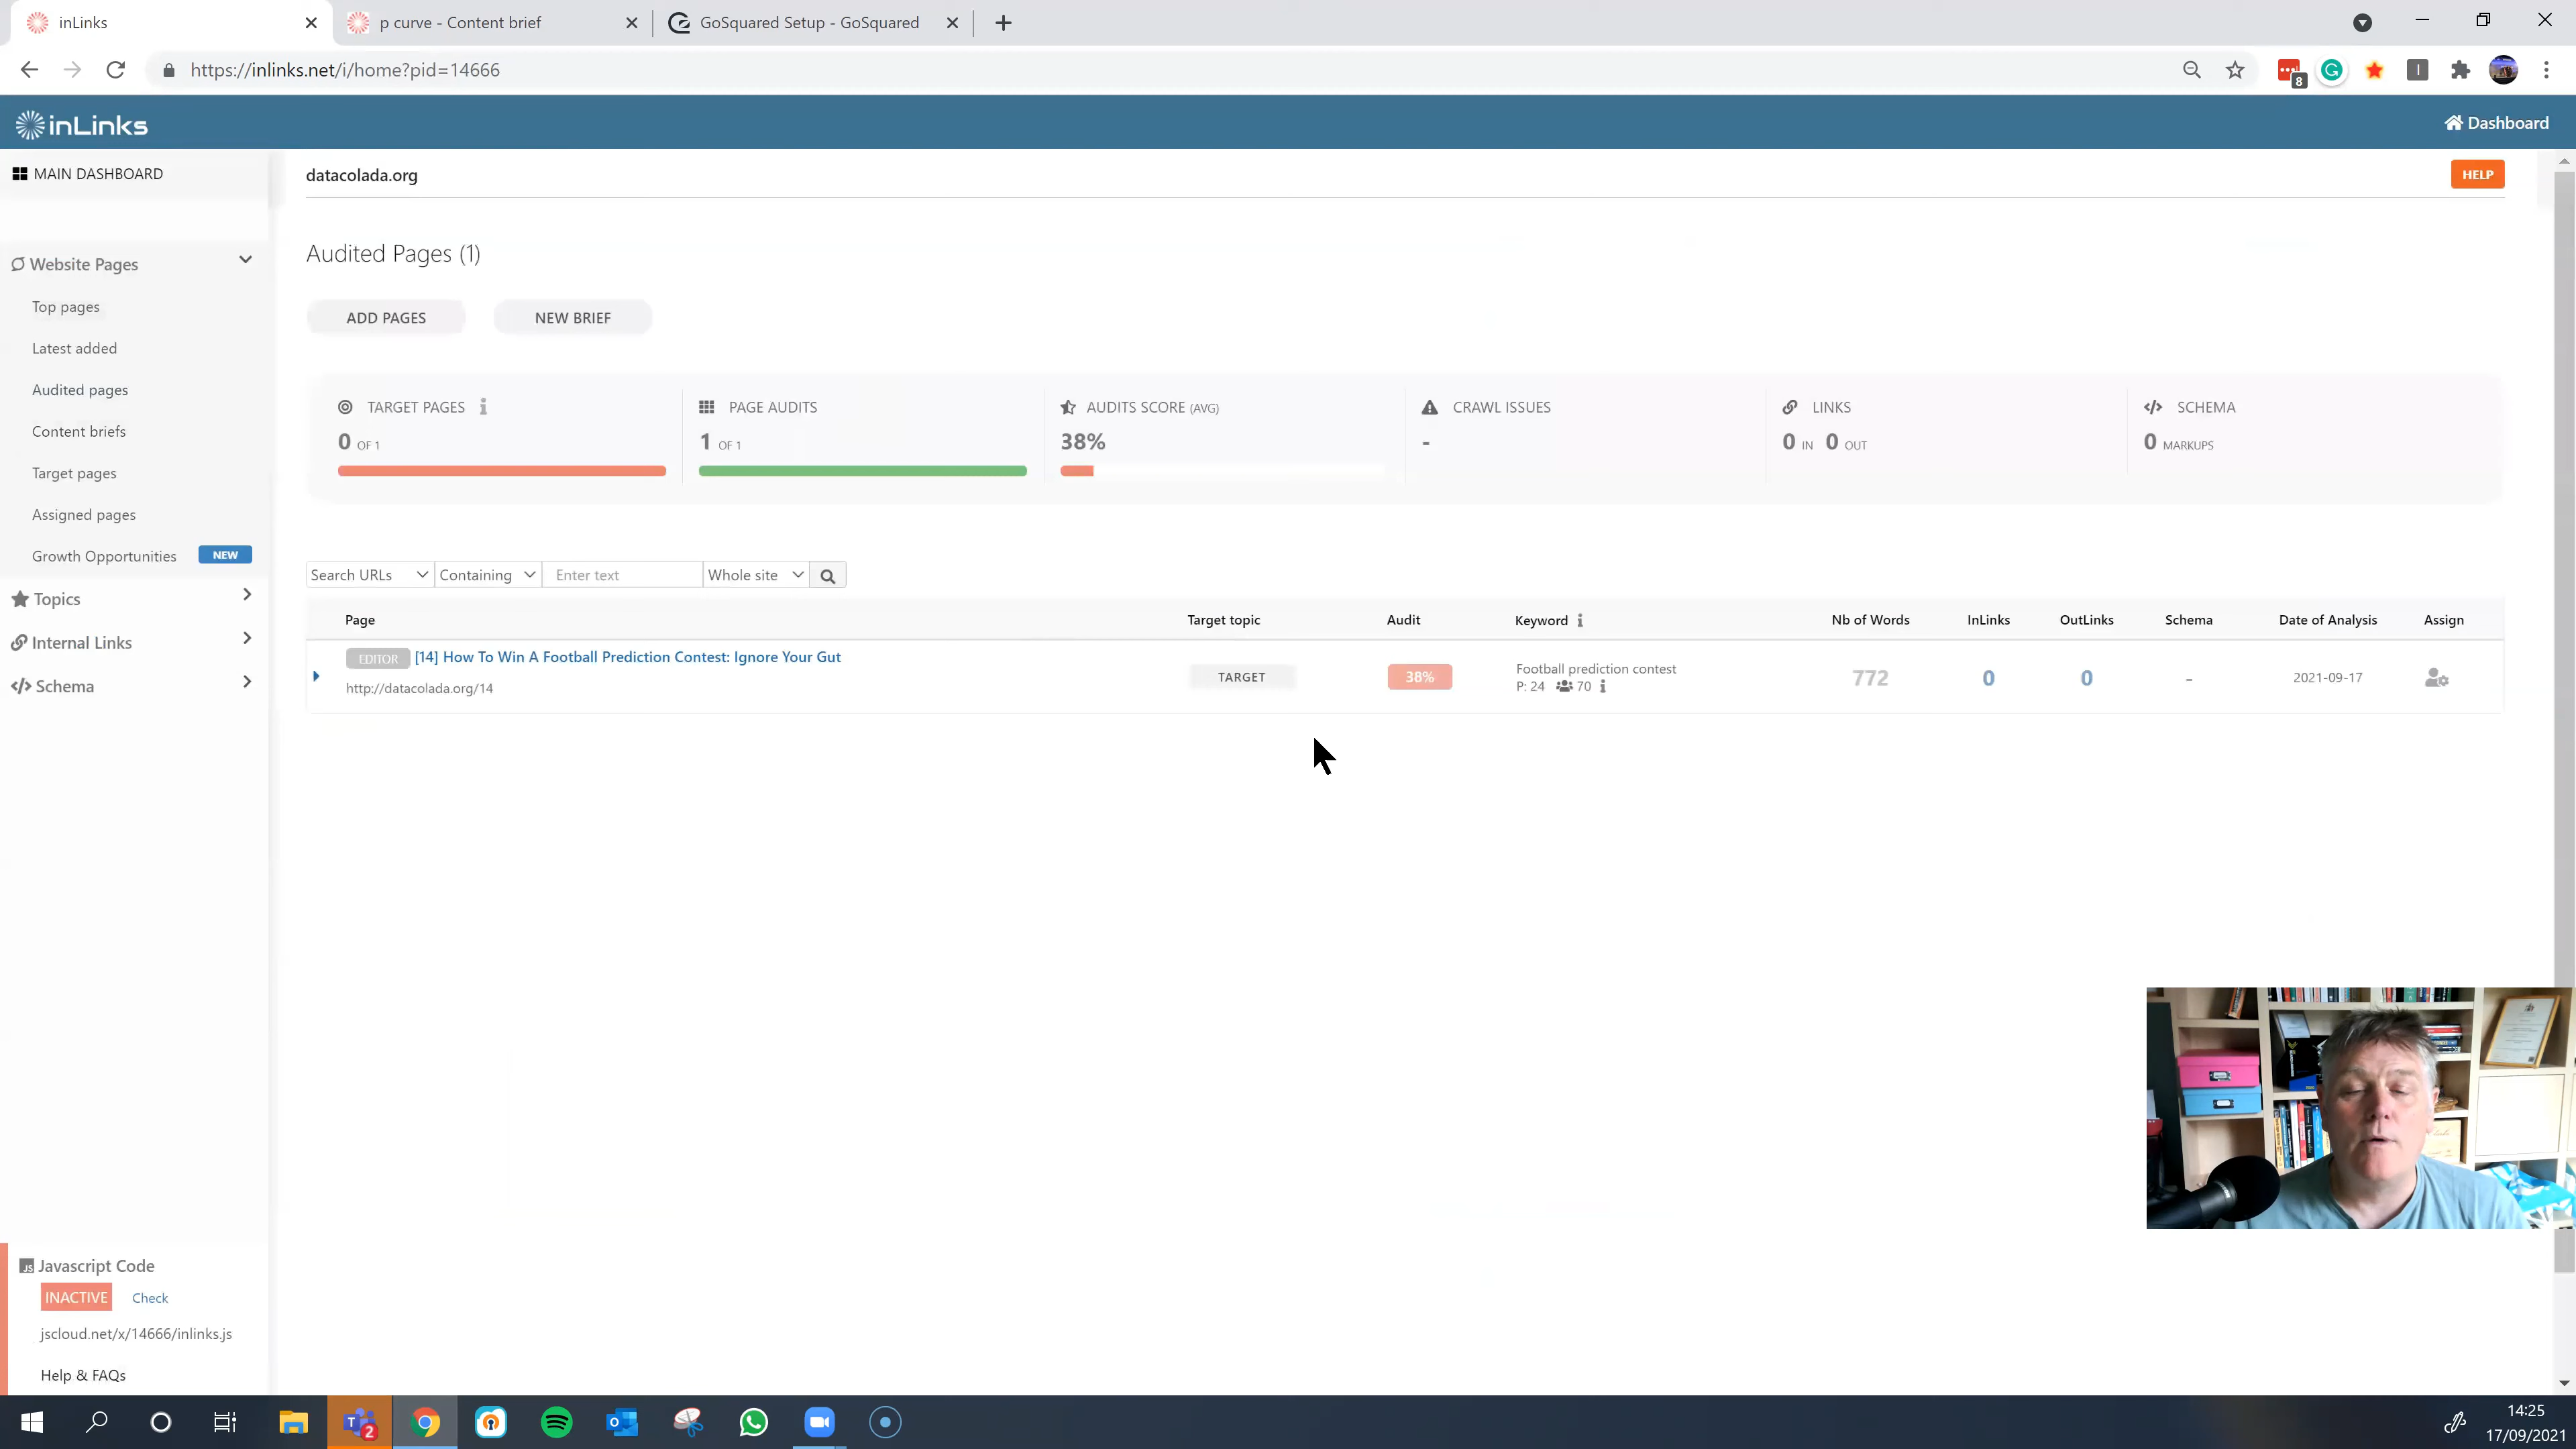 inLinks
p curve - Content brief
GoSquared Setup - GoSquared
https://inlinks.net/i/home?pid=14666
8
inLinks
Dashboard
MAIN DASHBOARD
datacolada.org
HELP
Website Pages
Top pages
Latest added
Audited pages
Content briefs
Target pages
Assigned pages
Growth Opportunities NEW
Topics
Internal Links
Schema
Audited Pages (1)
ADD PAGES NEW BRIEF
TARGET PAGES PAGE AUDITS AUDITS SCORE (AVG) CRAWL ISSUES LINKS SCHEMA
0 OF 1 1 OF 1 38% - 0 IN 0 OUT 0 MARKUPS
Search URLs Containing Enter text Whole site
Page Target topic Audit Keyword Nb of Words InLinks OutLinks Schema Date of Analysis Assign
EDITOR [14] How To Win A Football Prediction Contest: Ignore Your Gut
http://datacolada.org/14
TARGET 38% Football prediction contest
P: 24 70
772 0 0 - 2021-09-17
JS Javascript Code
INACTIVE Check
jscloud.net/x/14666/inlinks.js
Help & FAQs
2
14:25
17/09/2021